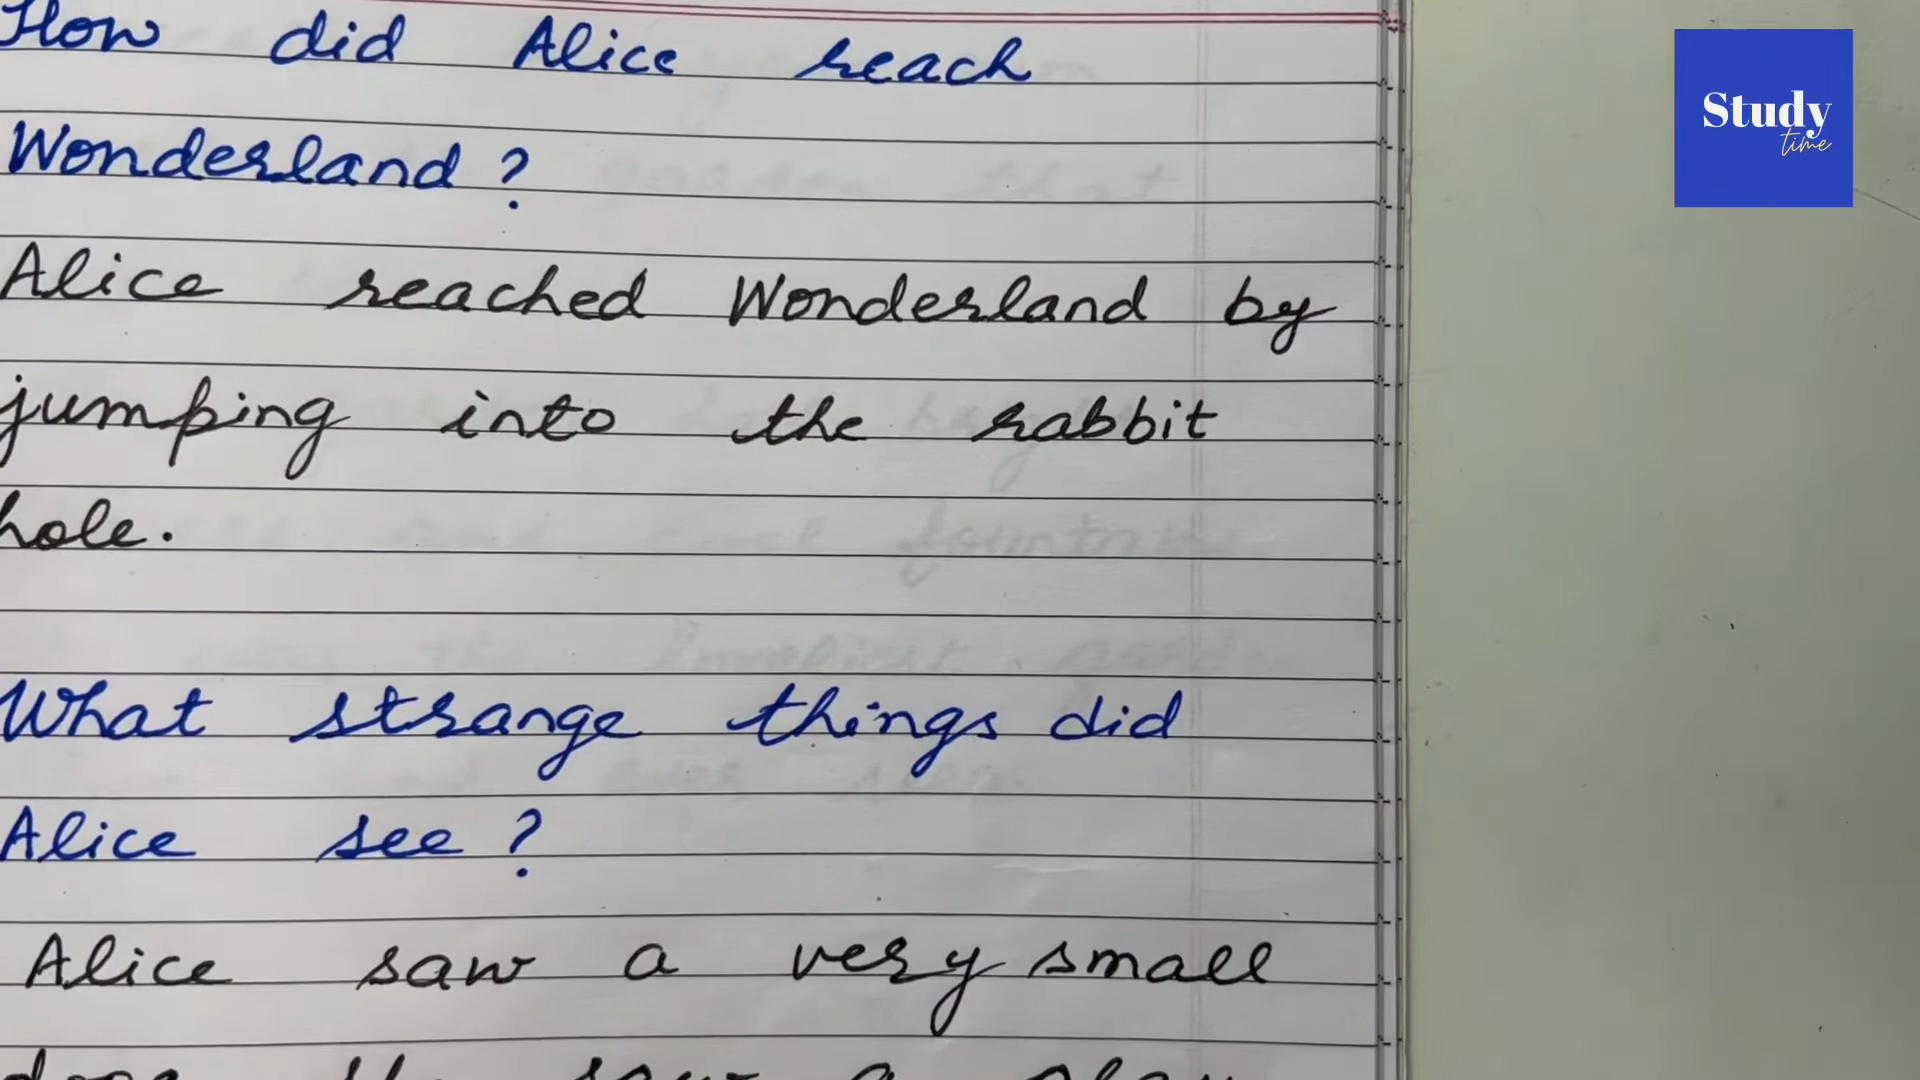 How did Alice reach
Wonderland?
Alice reached Wonderland by
jumping into the rabbit
hole.
What strange things did
Alice see?
Alice saw a very small
saw a
Study
time